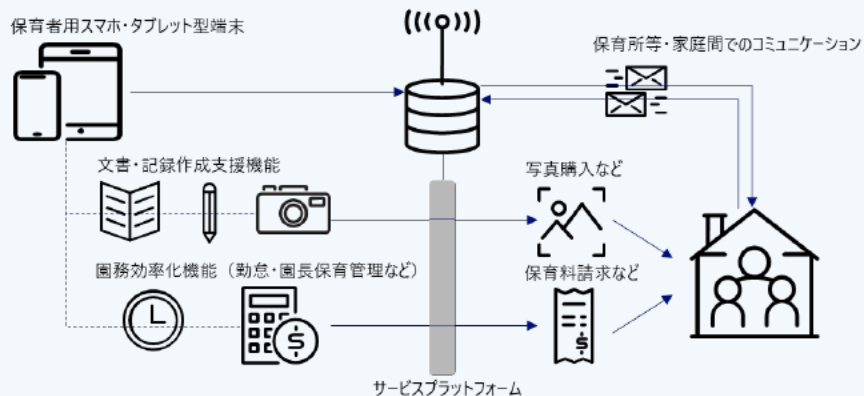 保育者用スマホ・タブレット型端末
保育所等・家庭間でのコミュニケーション
文書・記録作成支援機能
写真購入など
園務効率化機能（勤怠・園長保育管理など）
保育料請求など
サービスプラットフォーム